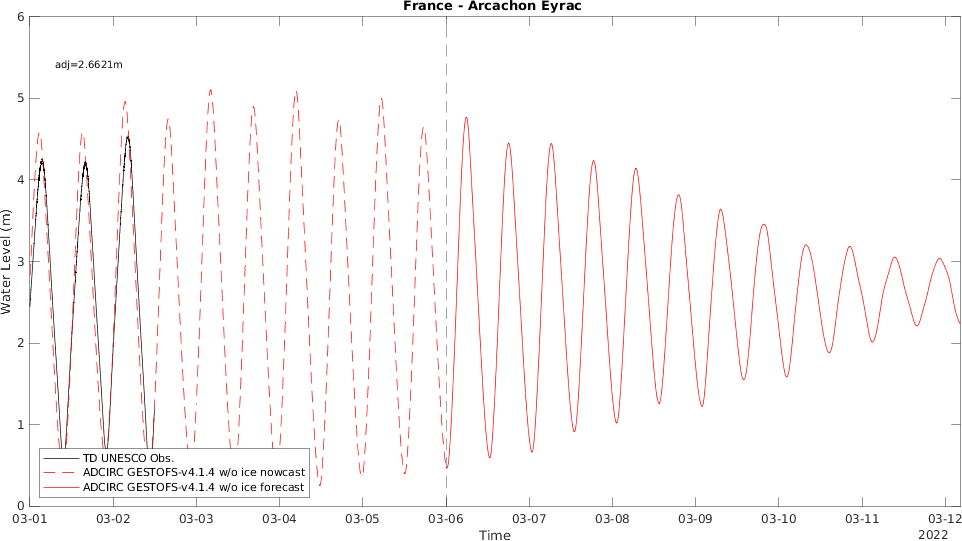 France - Arcachon Eyrac
adj=2.6621m
6
5
4
3
2
1
0
Water Level (m)
TD UNESCO Obs.
ADCIRC GESTOFS-v4.1.4 w/o ice nowcast
ADCIRC GESTOFS-v4.1.4 w/o ice forecast
03-01 03-02 03-03 03-04 03-05 03-06 03-07 03-08 03-09 03-10 03-11 03-12
Time
2022